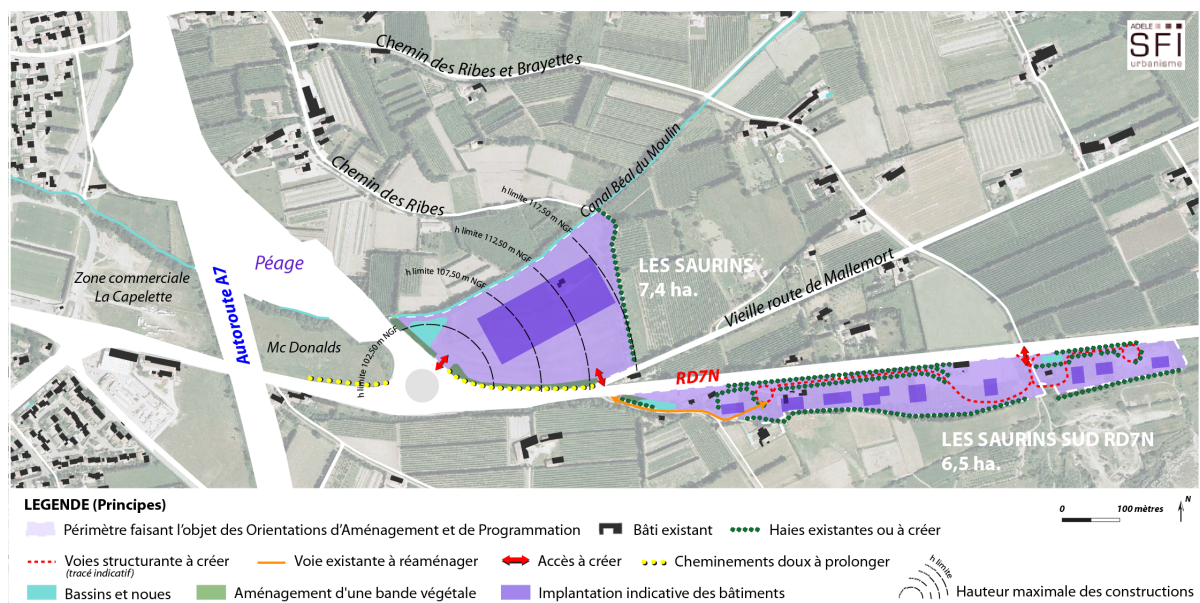 ADELE
SFI
urbanisme
Chemin des Ribes et Brayettes
Canal Béal du Moulin
Chemin des Ribes
h limite 117,50 m NGF
h limite 112,50 m NGF
h limite 107,50 m NGF
h limite 102,50 m NGF
Péage
Zone commerciale
La Capelette
Autoroute A7
Mc Donalds
LES SAURINS
7,4 ha.
Vieille route de Mallemort
RD7N
LES SAURINS SUD RD7N
6,5 ha.
LEGENDE (Principes)
Périmètre faisant l'objet des Orientations d'Aménagement et de Programmation
Bâti existant
Haies existantes ou à créer
0 100 mètres
N
Voies structurante à créer
(tracé indicatif)
Voie existante à réaménager
Accès à créer
Cheminements doux à prolonger
h limite
Hauteur maximale des constructions
Bassins et noues
Aménagement d'une bande végétale
Implantation indicative des bâtiments